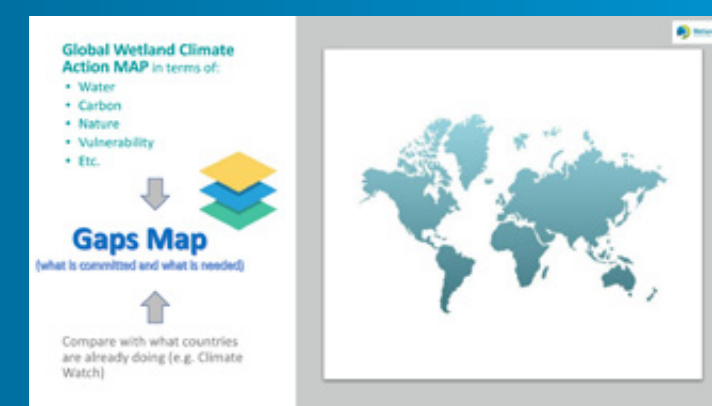 Global Wetland Climate
Action MAP in terms of:
• Water
• Carbon
• Nature
• Vulnerability
• Etc.
Gaps Map
(what is committed and what is needed)
Compare with what countries
are already doing (e.g. Climate
Watch)